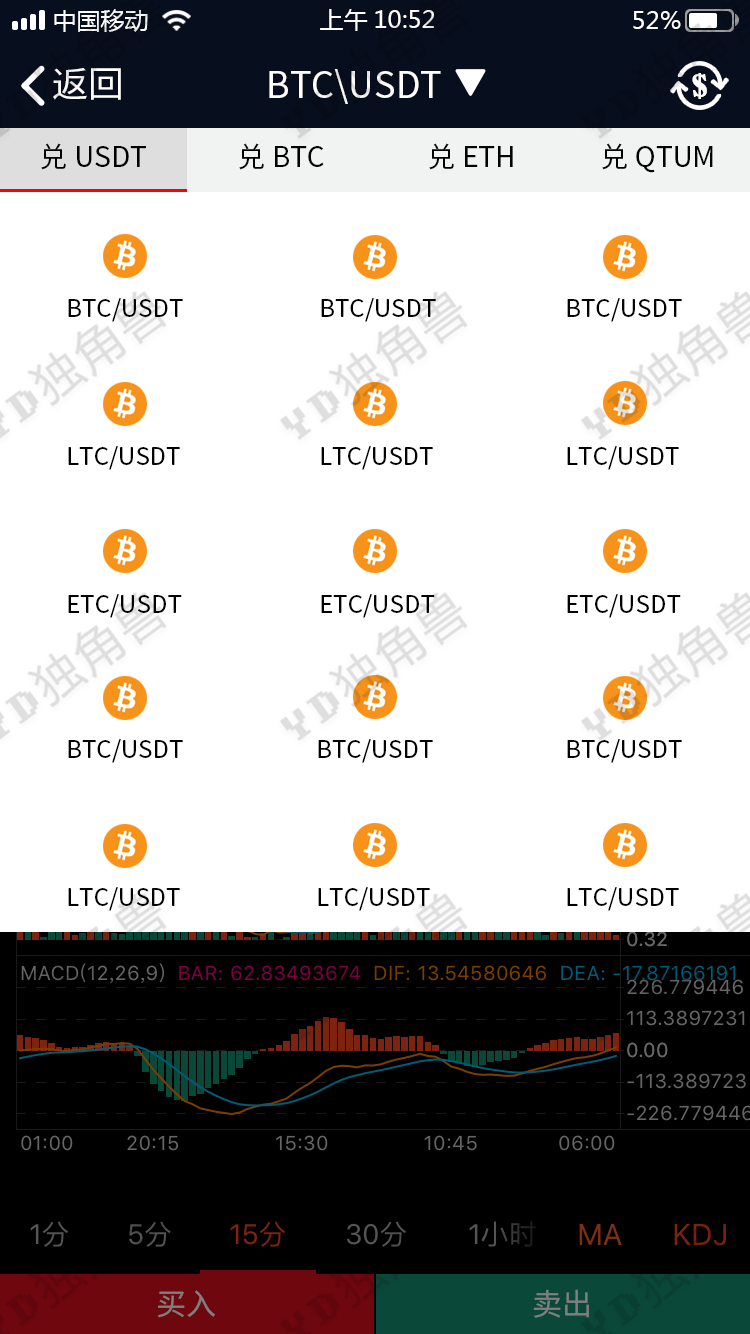 中国移动 上午 10:52 52%
返回 BTC\USDT
兑 USDT 兑 BTC 兑 ETH 兑 QTUM
BTC/USDT BTC/USDT BTC/USDT
LTC/USDT LTC/USDT LTC/USDT
ETC/USDT ETC/USDT ETC/USDT
BTC/USDT BTC/USDT BTC/USDT
LTC/USDT LTC/USDT LTC/USDT
0.32
MACD(12,26,9) BAR: 62.83493674 DIF: 13.54580646 DEA: -17.87166191
226.779446
113.3897231
0.00
-113.389723
-226.779446
01:00 20:15 15:30 10:45 06:00
1分 5分 15分 30分 1小时 MA KDJ
买入 卖出
YD独角兽